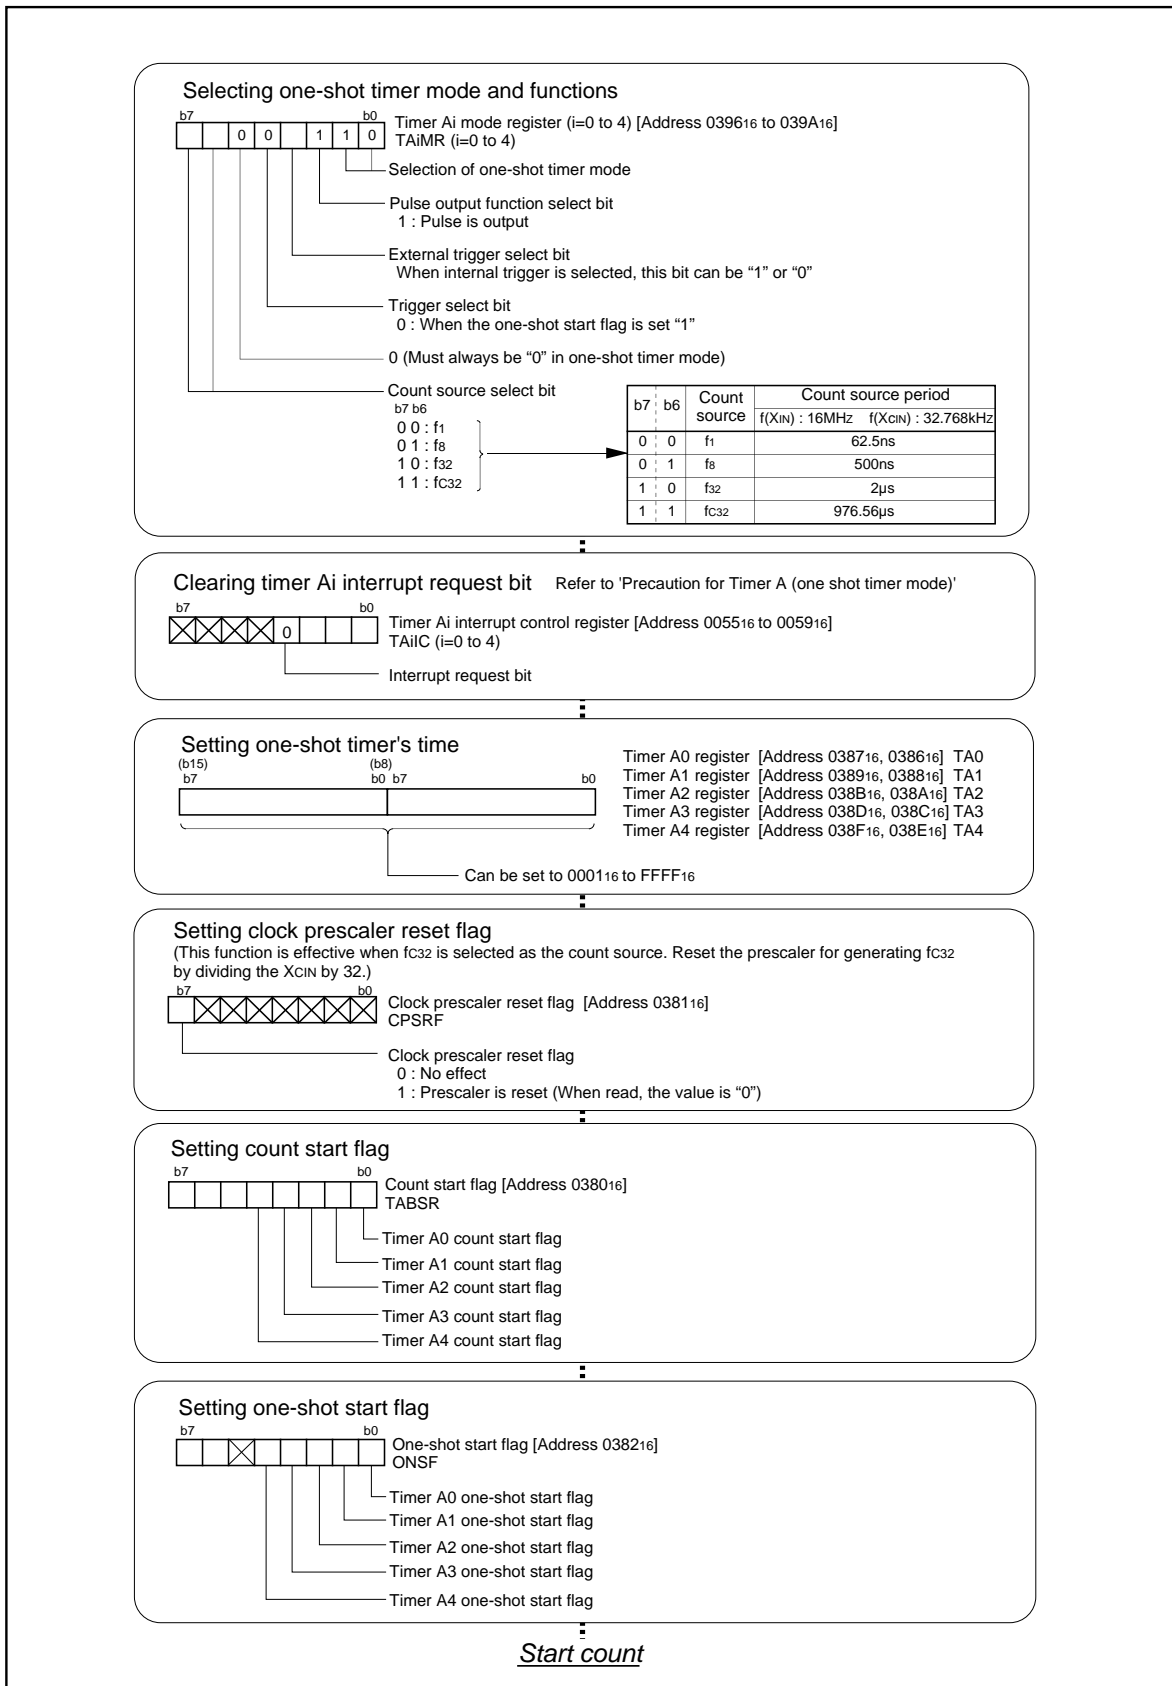 Selecting one-shot timer mode and functions
b7 b0
0 0 1 1 0
Timer Ai mode register (i=0 to 4) [Address 039616 to 039A16]
TAiMR (i=0 to 4)
Selection of one-shot timer mode
Pulse output function select bit
1 : Pulse is output
External trigger select bit
When internal trigger is selected, this bit can be “1” or “0”
Trigger select bit
0 : When the one-shot start flag is set “1”
0 (Must always be “0” in one-shot timer mode)
Count source select bit
b7 b6
0 0 : f1
0 1 : f8
1 0 : f32
1 1 : fC32
b7 b6 Count source Count source period
f(XIN) : 16MHz f(XCIN) : 32.768kHz
0 0 f1 62.5ns
0 1 f8 500ns
1 0 f32 2µs
1 1 fC32 976.56µs
Clearing timer Ai interrupt request bit Refer to 'Precaution for Timer A (one shot timer mode)'
b7 b0
0
Timer Ai interrupt control register [Address 005516 to 005916]
TAiIC (i=0 to 4)
Interrupt request bit
Setting one-shot timer's time
(b15) (b8)
b7 b0 b7 b0
Timer A0 register [Address 038716, 038616] TA0
Timer A1 register [Address 038916, 038816] TA1
Timer A2 register [Address 038B16, 038A16] TA2
Timer A3 register [Address 038D16, 038C16] TA3
Timer A4 register [Address 038F16, 038E16] TA4
Can be set to 000116 to FFFF16
Setting clock prescaler reset flag
(This function is effective when fC32 is selected as the count source. Reset the prescaler for generating fC32
by dividing the XCIN by 32.)
b7 b0
Clock prescaler reset flag [Address 038116]
CPSRF
Clock prescaler reset flag
0 : No effect
1 : Prescaler is reset (When read, the value is “0”)
Setting count start flag
b7 b0
Count start flag [Address 038016]
TABSR
Timer A0 count start flag
Timer A1 count start flag
Timer A2 count start flag
Timer A3 count start flag
Timer A4 count start flag
Setting one-shot start flag
b7 b0
One-shot start flag [Address 038216]
ONSF
Timer A0 one-shot start flag
Timer A1 one-shot start flag
Timer A2 one-shot start flag
Timer A3 one-shot start flag
Timer A4 one-shot start flag
Start count